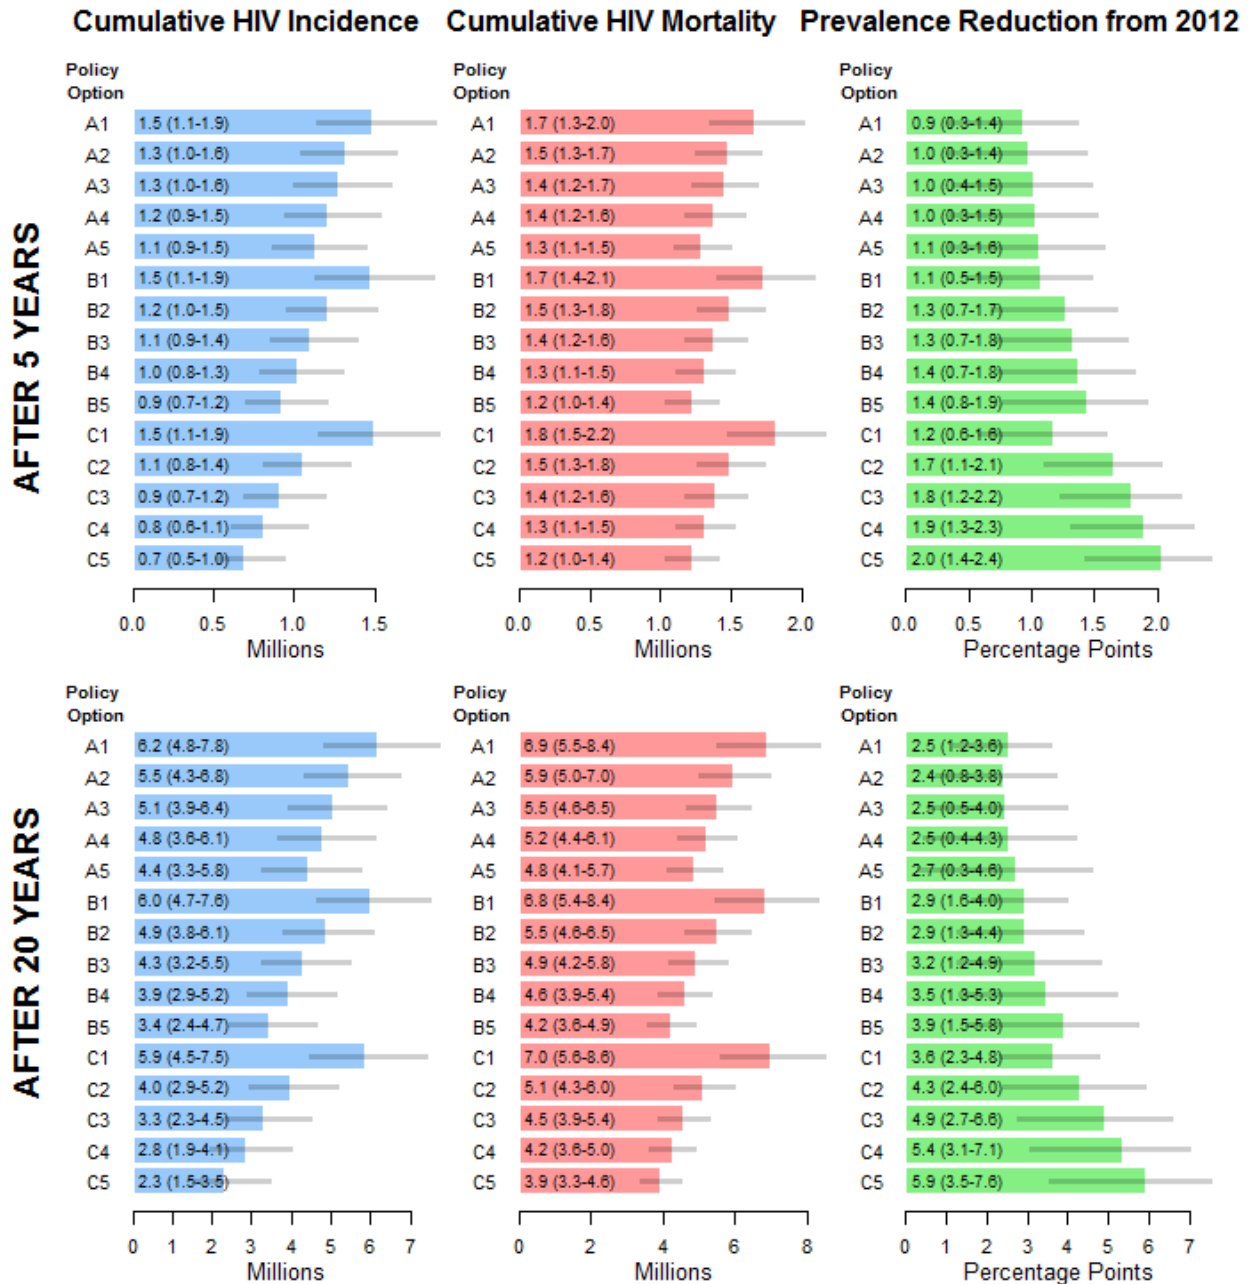 Cumulative HIV Incidence Cumulative HIV Mortality Prevalence Reduction from 2012
AFTER 5 YEARS
Policy Policy Policy
Option Option Option
A1 1.5 (1.1-1.9) A1 1.7 (1.3-2.0) A1 0.9 (0.3-1.4)
A2 1.3 (1.0-1.6) A2 1.5 (1.3-1.7) A2 1.0 (0.3-1.4)
A3 1.3 (1.0-1.6) A3 1.4 (1.2-1.7) A3 1.0 (0.4-1.5)
A4 1.2 (0.9-1.5) A4 1.4 (1.2-1.6) A4 1.0 (0.3-1.5)
A5 1.1 (0.9-1.5) A5 1.3 (1.1-1.5) A5 1.1 (0.3-1.6)
B1 1.5 (1.1-1.9) B1 1.7 (1.4-2.1) B1 1.1 (0.5-1.5)
B2 1.2 (1.0-1.5) B2 1.5 (1.3-1.8) B2 1.3 (0.7-1.7)
B3 1.1 (0.9-1.4) B3 1.4 (1.2-1.6) B3 1.3 (0.7-1.8)
B4 1.0 (0.8-1.3) B4 1.3 (1.1-1.5) B4 1.4 (0.7-1.8)
B5 0.9 (0.7-1.2) B5 1.2 (1.0-1.4) B5 1.4 (0.8-1.9)
C1 1.5 (1.1-1.9) C1 1.8 (1.5-2.2) C1 1.2 (0.6-1.6)
C2 1.1 (0.8-1.4) C2 1.5 (1.3-1.8) C2 1.7 (1.1-2.1)
C3 0.9 (0.7-1.2) C3 1.4 (1.2-1.6) C3 1.8 (1.2-2.2)
C4 0.8 (0.6-1.1) C4 1.3 (1.1-1.5) C4 1.9 (1.3-2.3)
C5 0.7 (0.5-1.0) C5 1.2 (1.0-1.4) C5 2.0 (1.4-2.4)
0.0 0.5 1.0 1.5 0.0 0.5 1.0 1.5 2.0 0.0 0.5 1.0 1.5 2.0
Millions Millions Percentage Points
AFTER 20 YEARS
Policy Policy Policy
Option Option Option
A1 6.2 (4.8-7.8) A1 6.9 (5.5-8.4) A1 2.5 (1.2-3.6)
A2 5.5 (4.3-6.8) A2 5.9 (5.0-7.0) A2 2.4 (0.8-3.8)
A3 5.1 (3.9-6.4) A3 5.5 (4.6-6.5) A3 2.5 (0.5-4.0)
A4 4.8 (3.6-6.1) A4 5.2 (4.4-6.1) A4 2.5 (0.4-4.3)
A5 4.4 (3.3-5.8) A5 4.8 (4.1-5.7) A5 2.7 (0.3-4.6)
B1 6.0 (4.7-7.6) B1 6.8 (5.4-8.4) B1 2.9 (1.6-4.0)
B2 4.9 (3.8-6.1) B2 5.5 (4.6-6.5) B2 2.9 (1.3-4.4)
B3 4.3 (3.2-5.5) B3 4.9 (4.2-5.8) B3 3.2 (1.2-4.9)
B4 3.9 (2.9-5.2) B4 4.6 (3.9-5.4) B4 3.5 (1.3-5.3)
B5 3.4 (2.4-4.7) B5 4.2 (3.6-4.9) B5 3.9 (1.5-5.8)
C1 5.9 (4.5-7.5) C1 7.0 (5.6-8.6) C1 3.6 (2.3-4.8)
C2 4.0 (2.9-5.2) C2 5.1 (4.3-6.0) C2 4.3 (2.4-6.0)
C3 3.3 (2.3-4.5) C3 4.5 (3.9-5.4) C3 4.9 (2.7-6.6)
C4 2.8 (1.9-4.1) C4 4.2 (3.6-5.0) C4 5.4 (3.1-7.1)
C5 2.3 (1.5-3.5) C5 3.9 (3.3-4.6) C5 5.9 (3.5-7.6)
0 1 2 3 4 5 6 7 0 2 4 6 8 0 1 2 3 4 5 6 7
Millions Millions Percentage Points